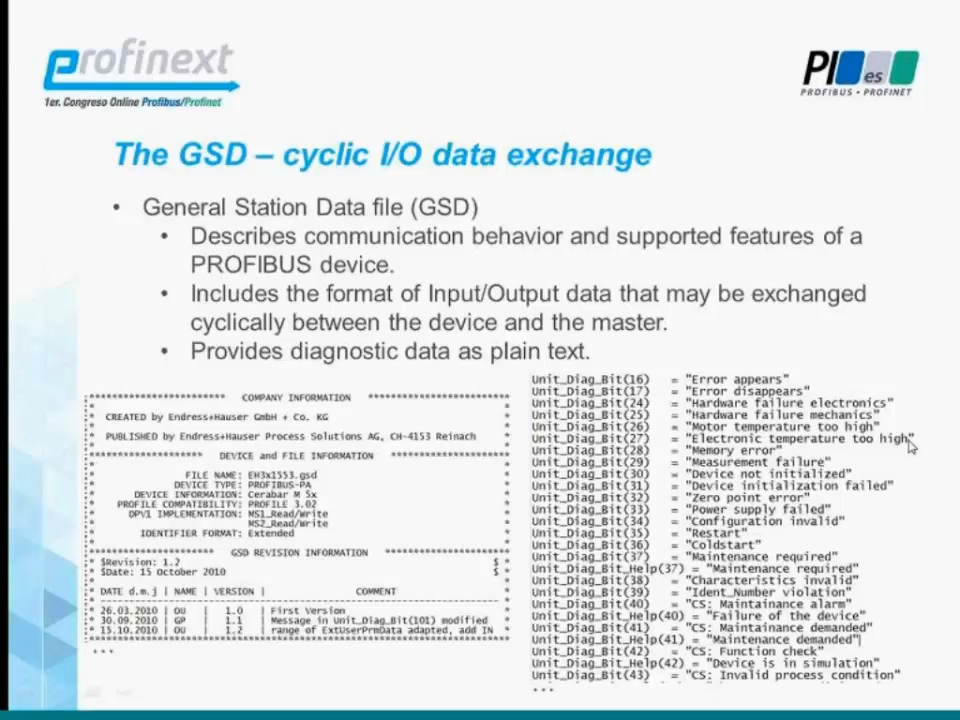 profinext
1er. Congreso Online Profibus/Profinet
PI es
PROFIBUS • PROFINET
The GSD – cyclic I/O data exchange
• General Station Data file (GSD)
• Describes communication behavior and supported features of a
PROFIBUS device.
• Includes the format of Input/Output data that may be exchanged
cyclically between the device and the master.
• Provides diagnostic data as plain text.
************************* COMPANY INFORMATION **************************
* CREATED by Endress+Hauser GmbH + Co. KG *
* PUBLISHED by Endress+Hauser Process Solutions AG, CH-4153 Reinach *
********************* DEVICE and FILE INFORMATION **********************
* FILE NAME: EH3x1553.gsd *
* DEVICE TYPE: PROFIBUS-PA *
* DEVICE INFORMATION: Cerabar M 5x *
* PROFILE COMPATIBILITY: PROFILE 3.02 *
* DPV1 IMPLEMENTATION: MS1_Read/Write *
* MS2_Read/Write *
* IDENTIFIER FORMAT: Extended *
*********************** GSD REVISION INFORMATION ***********************
* $Revision: 1.2 $ *
* $Date: 15 October 2010 $ *
* DATE d.m.j | NAME | VERSION | COMMENT *
* 26.03.2010 | OU | 1.0 | First Version *
* 30.09.2010 | GP | 1.1 | Message in Unit_Diag_Bit(101) modified *
* 15.10.2010 | OU | 1.2 | range of ExtUserPrmData adapted, add IN *
...
Unit_Diag_Bit(16) = "Error appears"
Unit_Diag_Bit(17) = "Error disappears"
Unit_Diag_Bit(24) = "Hardware failure electronics"
Unit_Diag_Bit(25) = "Hardware failure mechanics"
Unit_Diag_Bit(26) = "Motor temperature too high"
Unit_Diag_Bit(27) = "Electronic temperature too high"
Unit_Diag_Bit(28) = "Memory error"
Unit_Diag_Bit(29) = "Measurement failure"
Unit_Diag_Bit(30) = "Device not initialized"
Unit_Diag_Bit(31) = "Device initialization failed"
Unit_Diag_Bit(32) = "Zero point error"
Unit_Diag_Bit(33) = "Power supply failed"
Unit_Diag_Bit(34) = "Configuration invalid"
Unit_Diag_Bit(35) = "Restart"
Unit_Diag_Bit(36) = "Coldstart"
Unit_Diag_Bit(37) = "Maintenance required"
Unit_Diag_Bit_Help(37) = "Maintenance required"
Unit_Diag_Bit(38) = "Characteristics invalid"
Unit_Diag_Bit(39) = "Ident_Number violation"
Unit_Diag_Bit(40) = "CS: Maintainance alarm"
Unit_Diag_Bit_Help(40) = "Failure of the device"
Unit_Diag_Bit(41) = "CS: Maintainance demanded"
Unit_Diag_Bit_Help(41) = "Maintenance demanded"
Unit_Diag_Bit(42) = "CS: Function check"
Unit_Diag_Bit_Help(42) = "Device is in simulation"
Unit_Diag_Bit(43) = "CS: Invalid process condition"
...